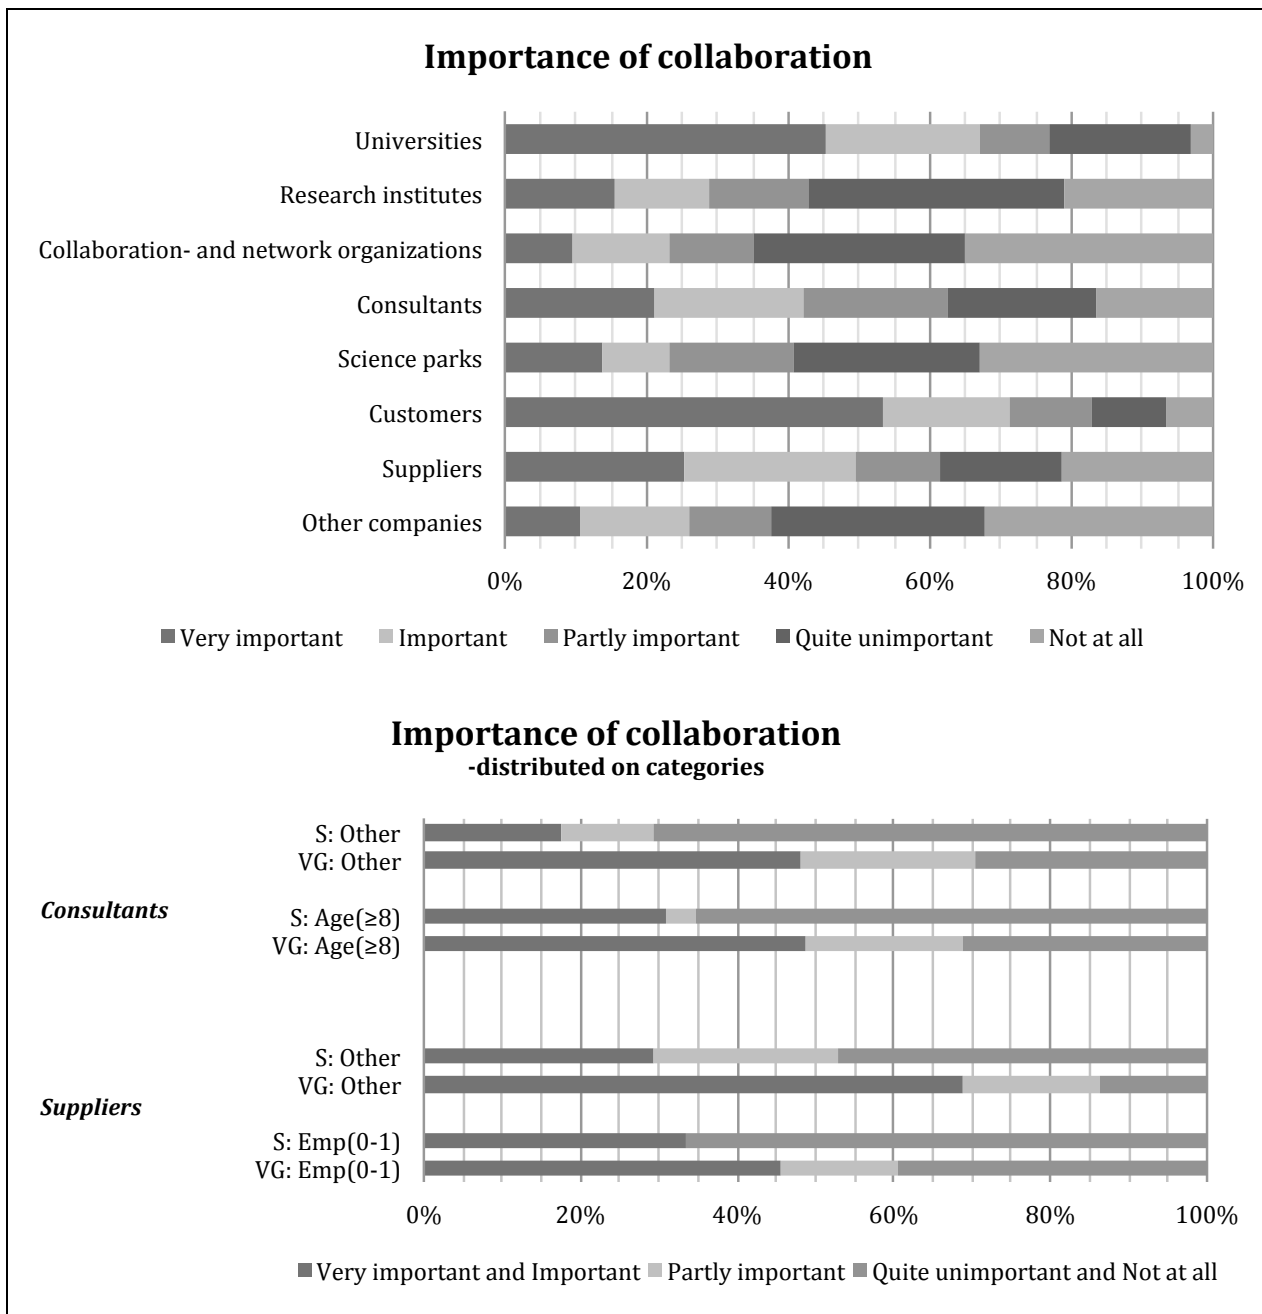 Importance of collaboration
Universities
Research institutes
Collaboration- and network organizations
Consultants
Science parks
Customers
Suppliers
Other companies
0% 20% 40% 60% 80% 100%
Very important Important Partly important Quite unimportant Not at all
Importance of collaboration
-distributed on categories
S: Other
VG: Other
Consultants
S: Age(≥8)
VG: Age(≥8)
S: Other
VG: Other
Suppliers
S: Emp(0-1)
VG: Emp(0-1)
0% 20% 40% 60% 80% 100%
Very important and Important Partly important Quite unimportant and Not at all